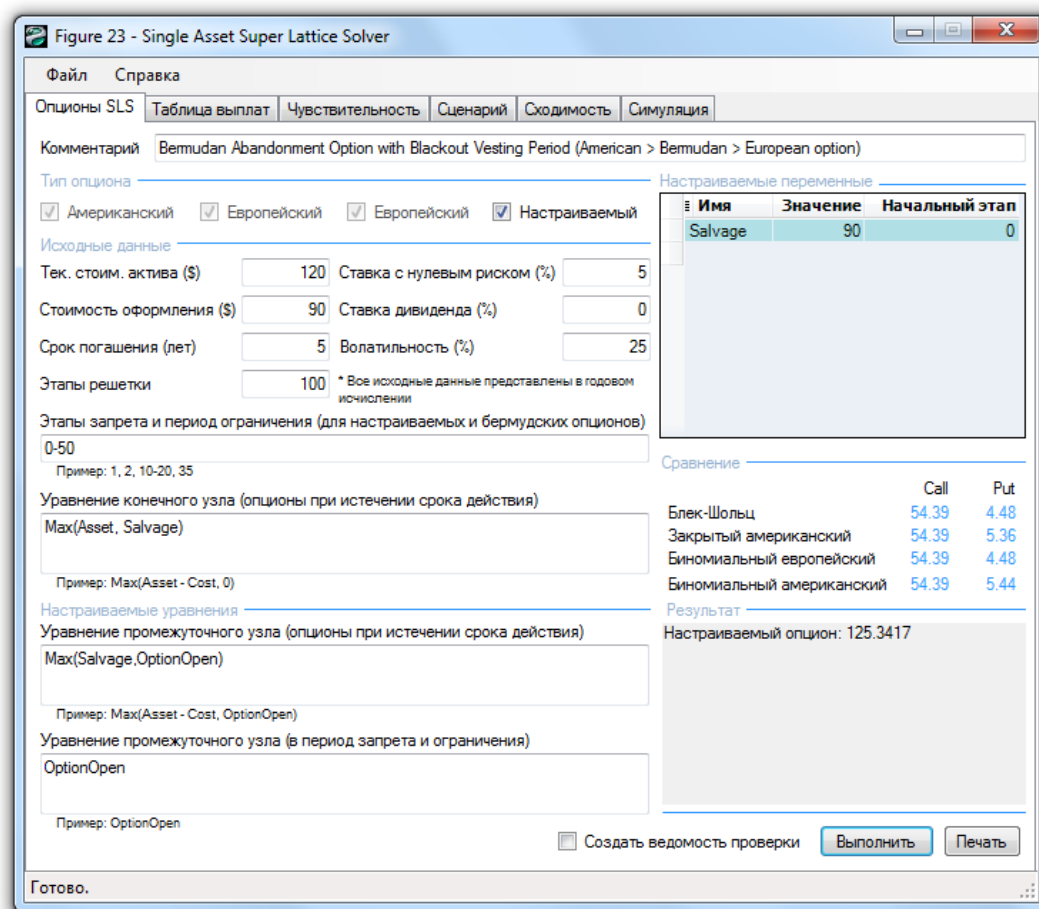 Figure 23 - Single Asset Super Lattice Solver
Файл Справка
Опционы SLS Таблица выплат Чувствительность Сценарий Сходимость Симуляция
Комментарий Bermudan Abandonment Option with Blackout Vesting Period (American > Bermudan > European option)
Тип опциона
Американский Европейский Европейский Настраиваемый
Исходные данные
Тек. стоим. актива ($) 120 Ставка с нулевым риском (%) 5
Стоимость оформления ($) 90 Ставка дивиденда (%) 0
Срок погашения (лет) 5 Волатильность (%) 25
Этапы решетки 100 * Все исходные данные представлены в годовом
исчислении
Этапы запрета и период ограничения (для настраиваемых и бермудских опционов)
0-50
Пример: 1, 2, 10-20, 35
Уравнение конечного узла (опционы при истечении срока действия)
Max(Asset, Salvage)
Пример: Max(Asset - Cost, 0)
Настраиваемые уравнения
Уравнение промежуточного узла (опционы при истечении срока действия)
Max(Salvage,OptionOpen)
Пример: Max(Asset - Cost, OptionOpen)
Уравнение промежуточного узла (в период запрета и ограничения)
OptionOpen
Пример: OptionOpen
Настраиваемые переменные
Имя Значение Начальный этап
Salvage 90 0
Сравнение
Call Put
Блек-Шольц 54.39 4.48
Закрытый американский 54.39 5.36
Биномиальный европейский 54.39 4.48
Биномиальный американский 54.39 5.44
Результат
Настраиваемый опцион: 125.3417
Создать ведомость проверки Выполнить Печать
Готово.